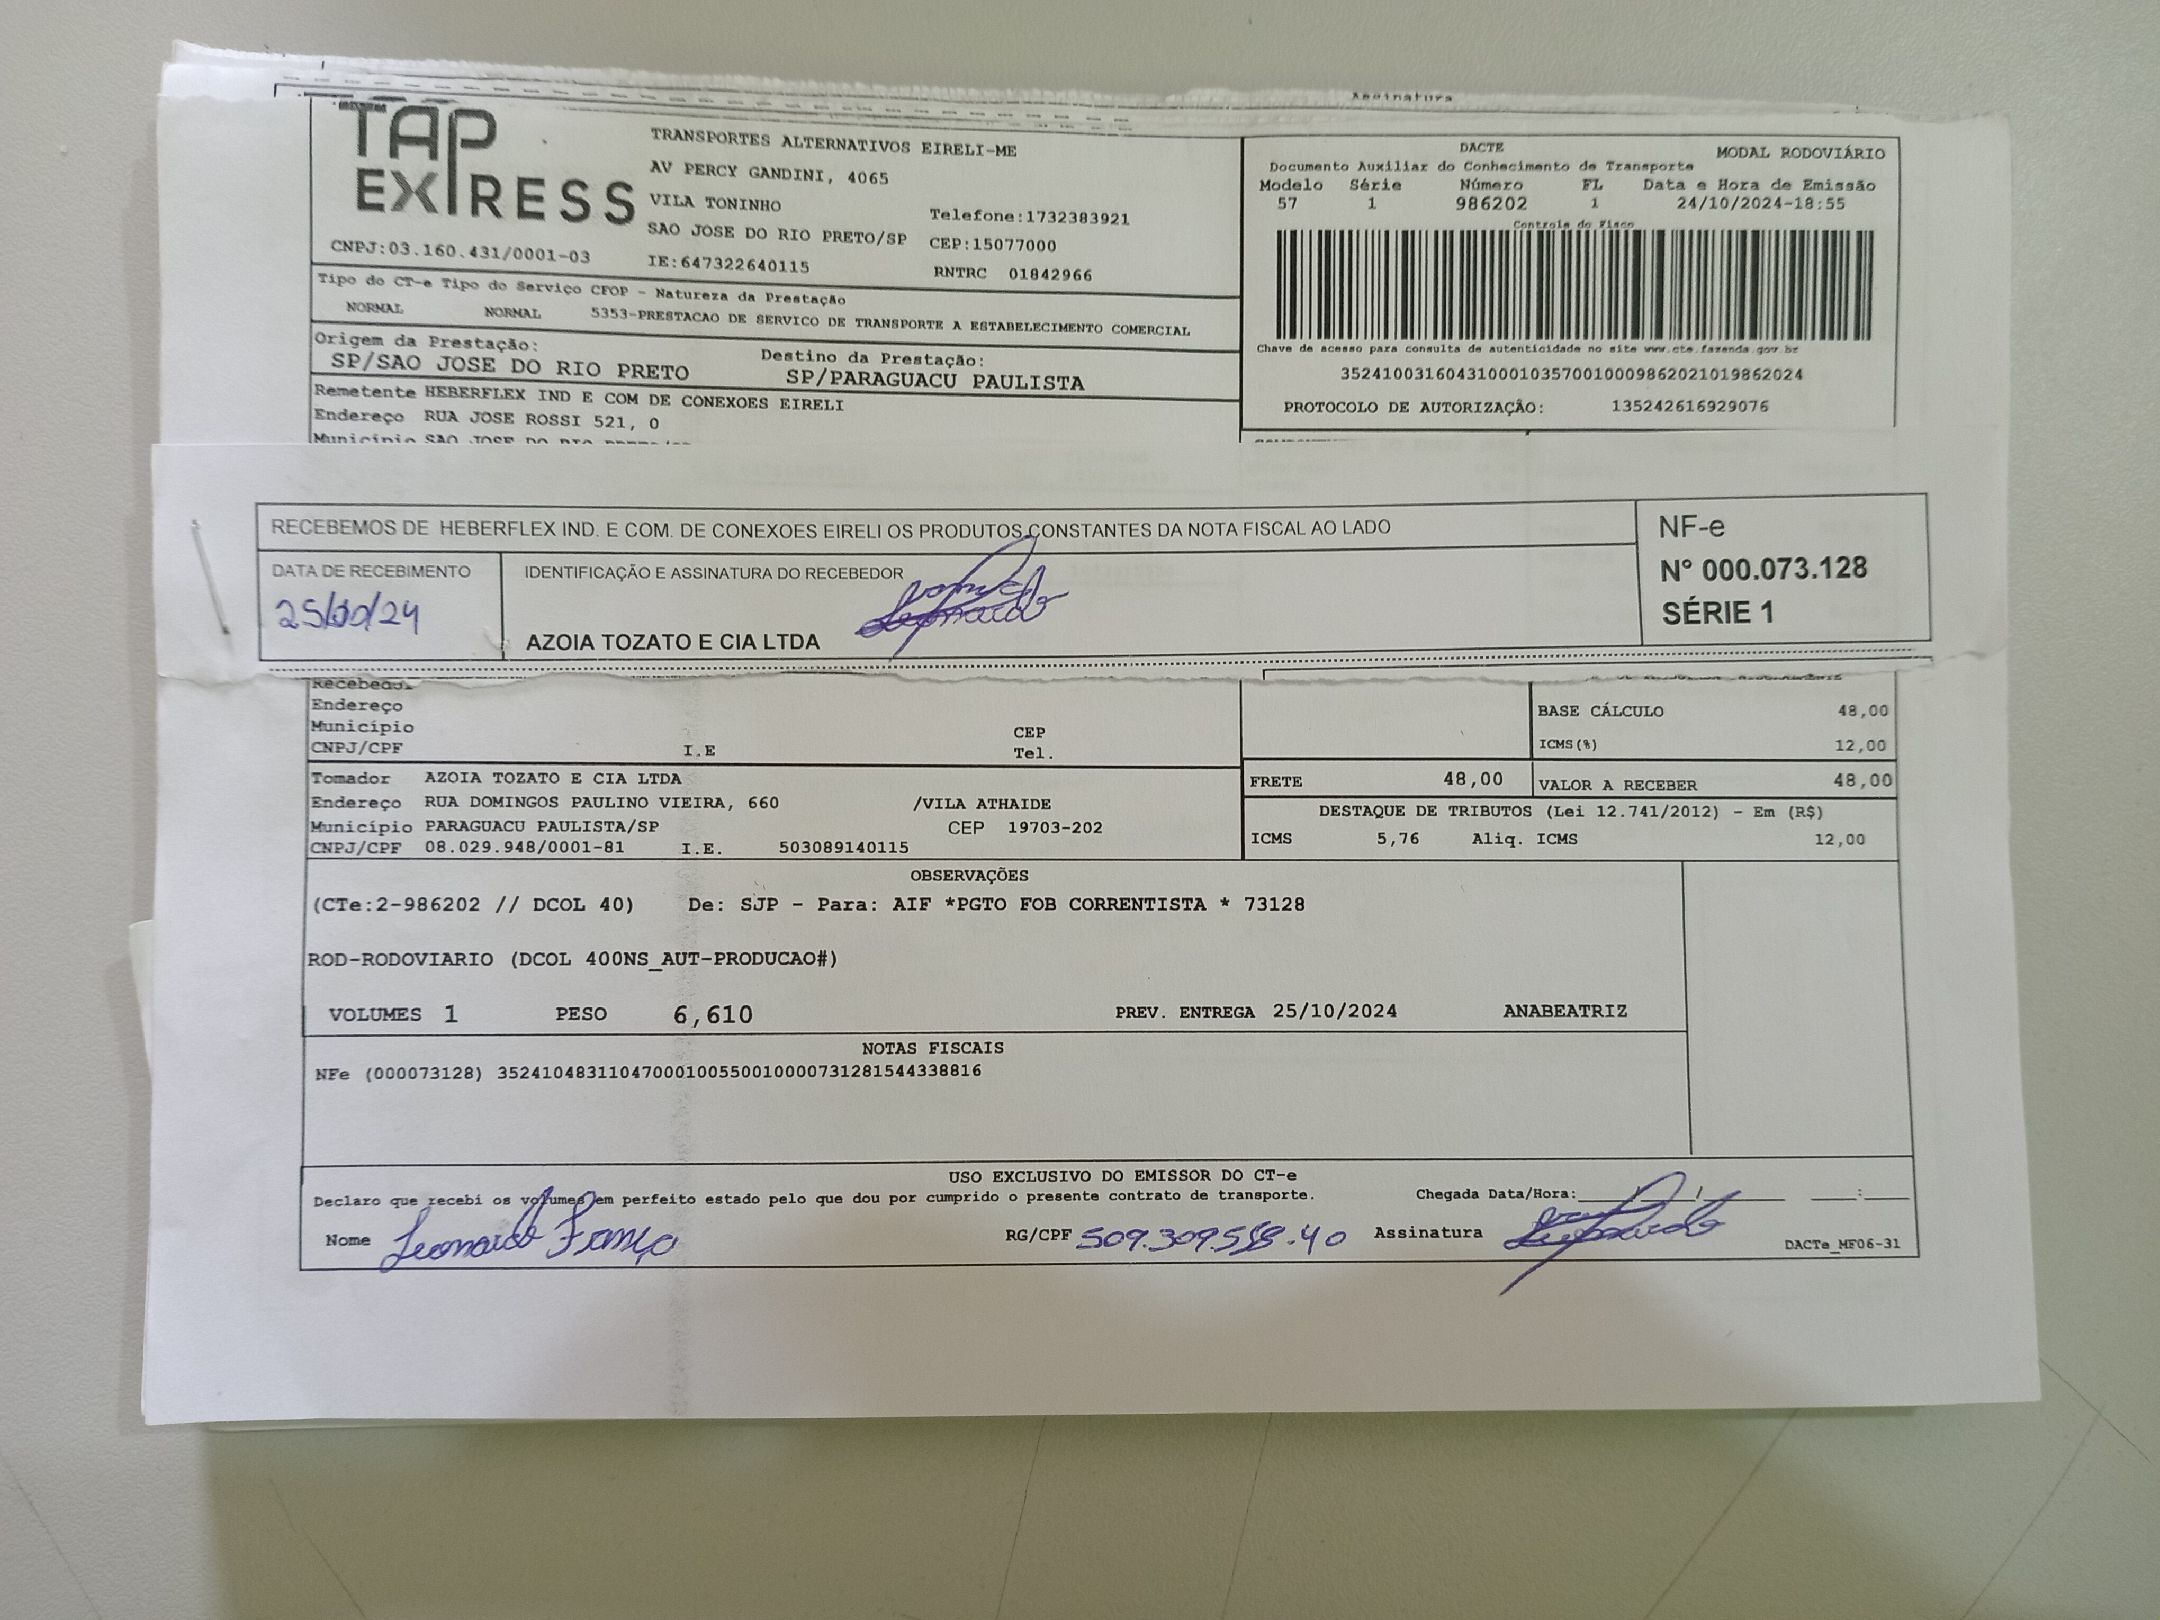 Assinatura
TAP EXPRESS
TRANSPORTES ALTERNATIVOS EIRELI-ME
AV PERCY GANDINI, 4065
VILA TONINHO
Telefone:1732383921
SAO JOSE DO RIO PRETO/SP CEP:15077000
CNPJ:03.160.431/0001-03 IE:647322640115 RNTRC 01842966
DACTE MODAL RODOVIÁRIO
Documento Auxiliar do Conhecimento de Transporte
Modelo Série Número FL Data e Hora de Emissão
57 1 986202 1 24/10/2024-18:55
Controle do Fisco
Chave de acesso para consulta de autenticidade no site www.cte.fazenda.gov.br
35241003160431000103570010009862021019862024
PROTOCOLO DE AUTORIZAÇÃO: 135242616929076
Tipo do CT-e Tipo do Serviço CFOP - Natureza da Prestação
NORMAL NORMAL 5353-PRESTACAO DE SERVICO DE TRANSPORTE A ESTABELECIMENTO COMERCIAL
Origem da Prestação: Destino da Prestação:
SP/SAO JOSE DO RIO PRETO SP/PARAGUACU PAULISTA
Remetente HEBERFLEX IND E COM DE CONEXOES EIRELI
Endereço RUA JOSE ROSSI 521, 0
Município SAO JOSE DO RIO
RECEBEMOS DE HEBERFLEX IND. E COM. DE CONEXOES EIRELI OS PRODUTOS CONSTANTES DA NOTA FISCAL AO LADO
NF-e
N° 000.073.128
SÉRIE 1
DATA DE RECEBIMENTO IDENTIFICAÇÃO E ASSINATURA DO RECEBEDOR
25/10/24
AZOIA TOZATO E CIA LTDA
Endereço
Município CEP
CNPJ/CPF I.E Tel.
BASE CÁLCULO 48,00
ICMS(%) 12,00
Tomador AZOIA TOZATO E CIA LTDA
Endereço RUA DOMINGOS PAULINO VIEIRA, 660 /VILA ATHAIDE
Município PARAGUACU PAULISTA/SP CEP 19703-202
CNPJ/CPF 08.029.948/0001-81 I.E. 503089140115
FRETE 48,00 VALOR A RECEBER 48,00
DESTAQUE DE TRIBUTOS (Lei 12.741/2012) - Em (R$)
ICMS 5,76 Aliq. ICMS 12,00
OBSERVAÇÕES
(CTe:2-986202 // DCOL 40) De: SJP - Para: AIF *PGTO FOB CORRENTISTA * 73128
ROD-RODOVIARIO (DCOL 400NS_AUT-PRODUCAO#)
VOLUMES 1 PESO 6,610 PREV. ENTREGA 25/10/2024 ANABEATRIZ
NOTAS FISCAIS
NFe (000073128) 35241048311047000100550010000731281544338816
USO EXCLUSIVO DO EMISSOR DO CT-e
Declaro que recebi os volumes em perfeito estado pelo que dou por cumprido o presente contrato de transporte. Chegada Data/Hora:
Nome Leonardo França RG/CPF Assinatura
DACTe_MF06-31